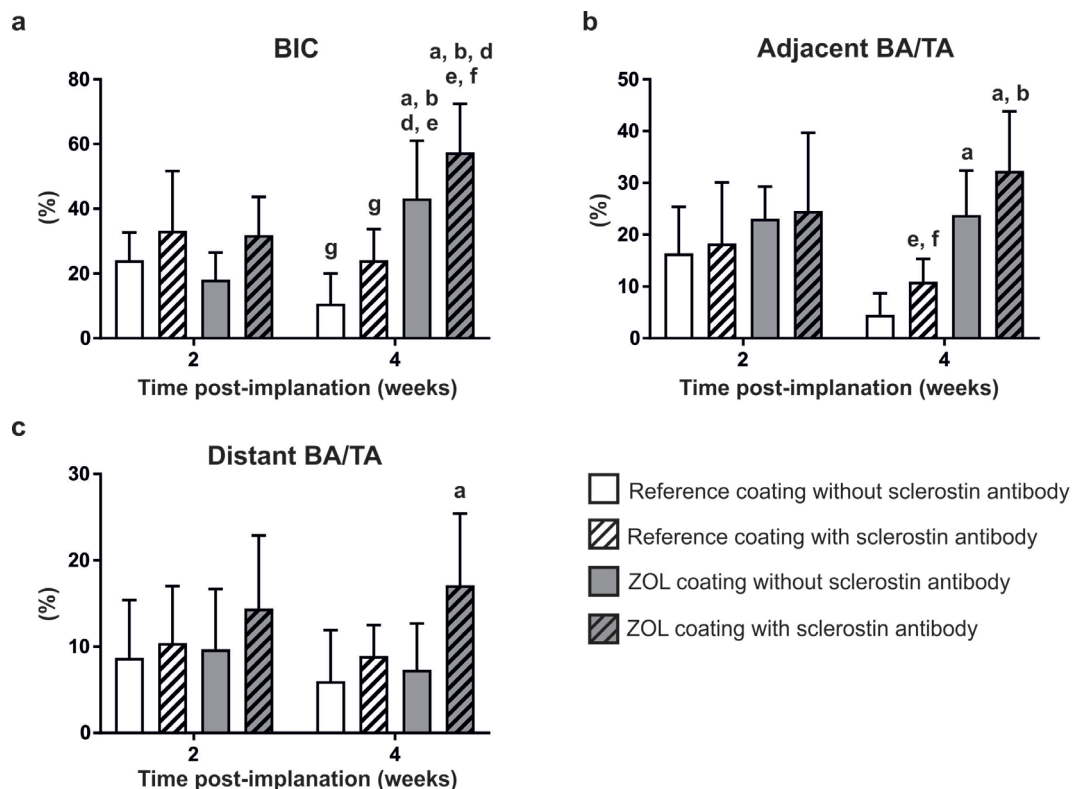 a
BIC
80
60
40
20
0
(%)
g
g
a, b
d, e
a, b, d
e, f
2
4
Time post-implanation (weeks)
b
Adjacent BA/TA
50
40
30
20
10
0
(%)
e, f
a
a, b
2
4
Time post-implanation (weeks)
c
Distant BA/TA
30
20
10
0
(%)
a
2
4
Time post-implanation (weeks)
Reference coating without sclerostin antibody
Reference coating with sclerostin antibody
ZOL coating without sclerostin antibody
ZOL coating with sclerostin antibody